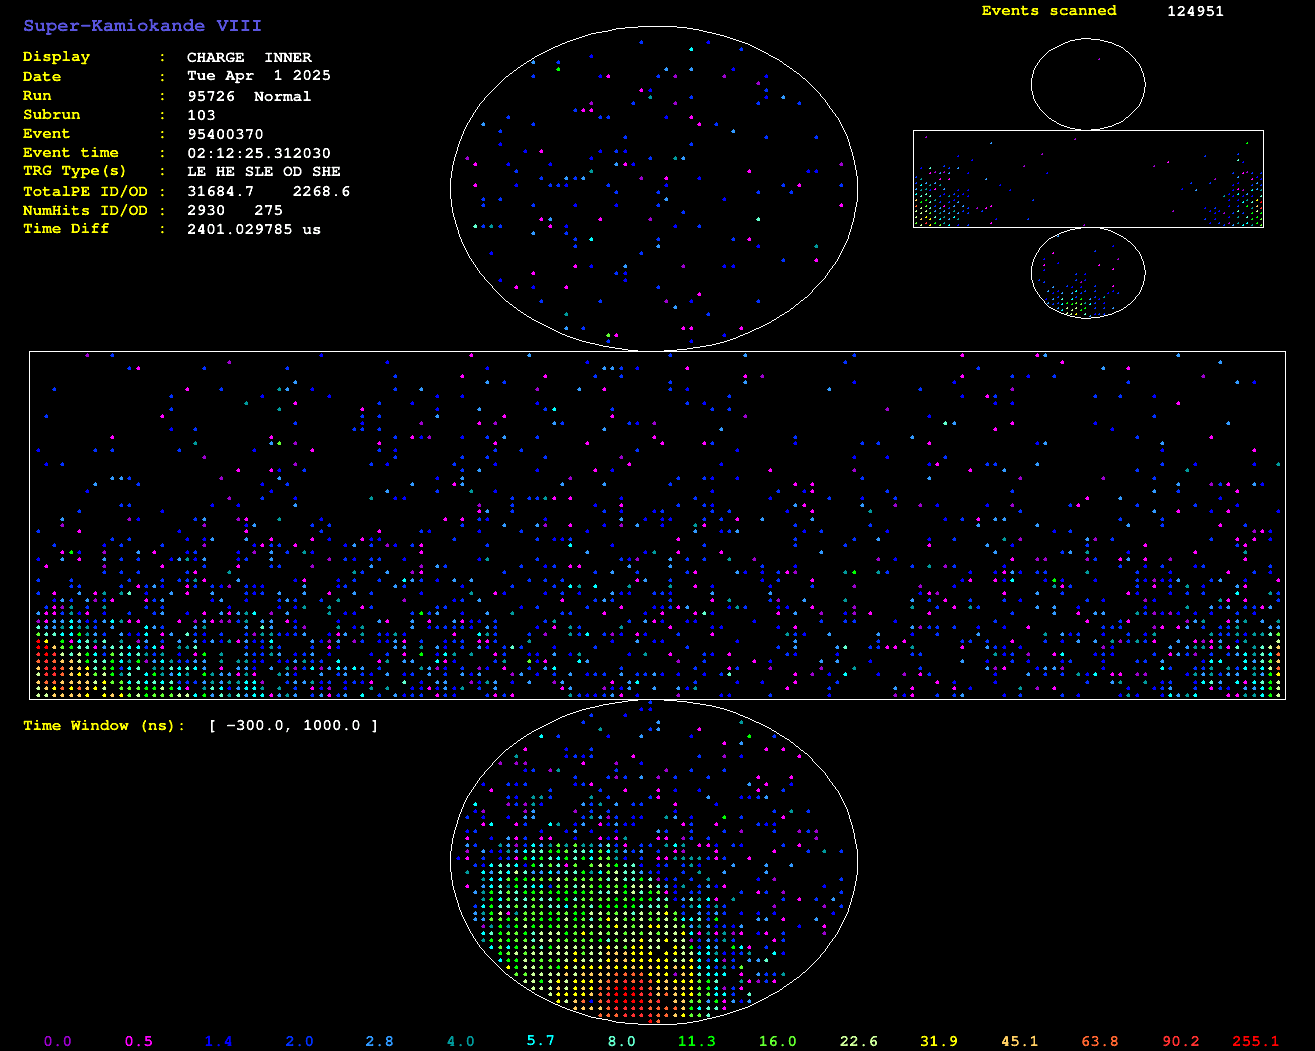 Super-Kamiokande VIII
Events scanned 124951
Display : CHARGE INNER
Date : Tue Apr 1 2025
Run : 95726 Normal
Subrun : 103
Event : 95400370
Event time : 02:12:25.312030
TRG Type(s) : LE HE SLE OD SHE
TotalPE ID/OD : 31684.7 2268.6
NumHits ID/OD : 2930 275
Time Diff : 2401.029785 us
Time Window (ns): [ -300.0, 1000.0 ]
0.0 0.5 1.4 2.0 2.8 4.0 5.7 8.0 11.3 16.0 22.6 31.9 45.1 63.8 90.2 255.1